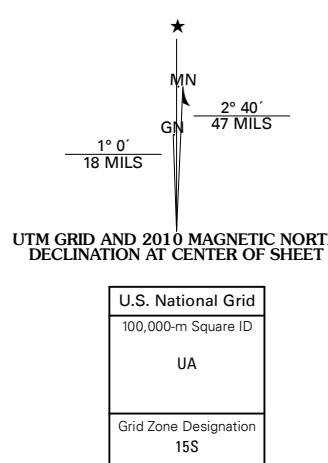 MN
GN
2° 40´
47 MILS
1° 0´
18 MILS
UTM GRID AND 2010 MAGNETIC NORT
DECLINATION AT CENTER OF SHEET
U.S. National Grid
100,000-m Square ID
UA
Grid Zone Designation
15S